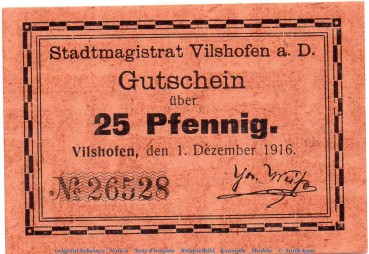 Stadtmagistrat Vilshofen a. D.
Gutschein
über
25 Pfennig.
Vilshofen, den 1. Dezember 1916.
№ 26528